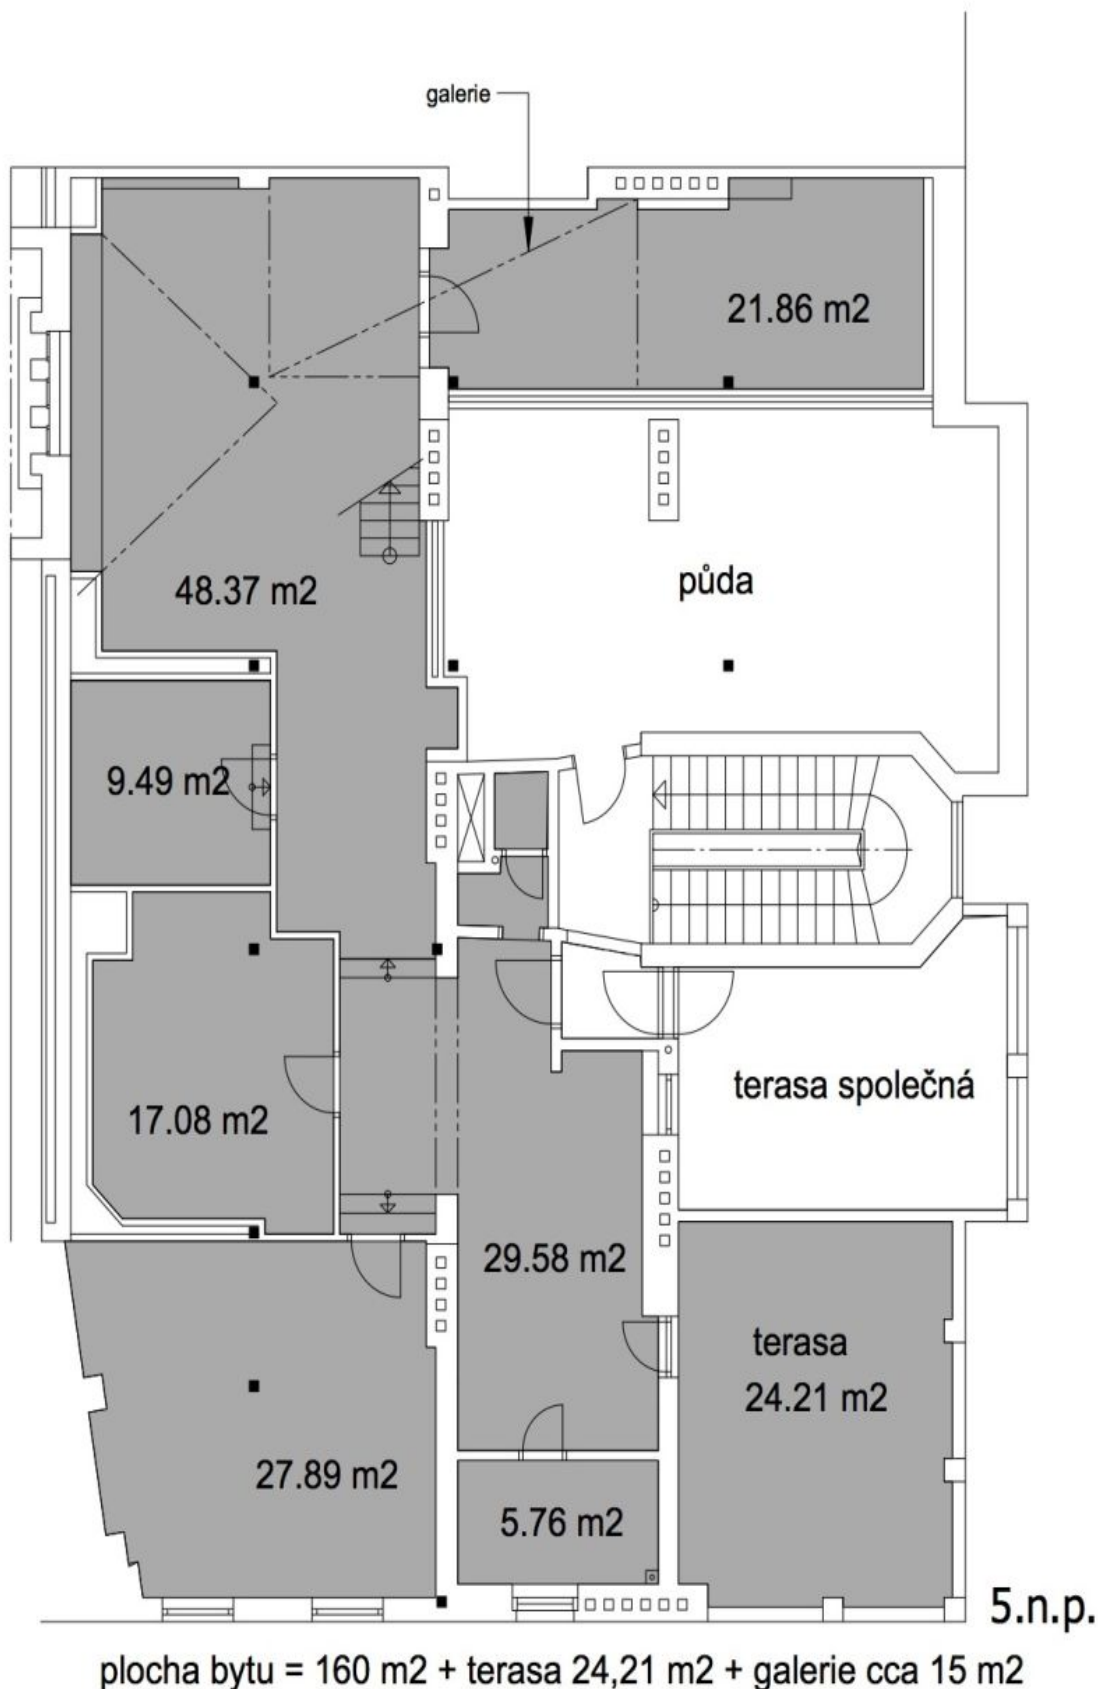 galerie
21.86 m2
půda
48.37 m2
9.49 m2
terasa společná
17.08 m2
29.58 m2
terasa
24.21 m2
27.89 m2
5.76 m2
5.n.p.
plocha bytu = 160 m2 + terasa 24,21 m2 + galerie cca 15 m2